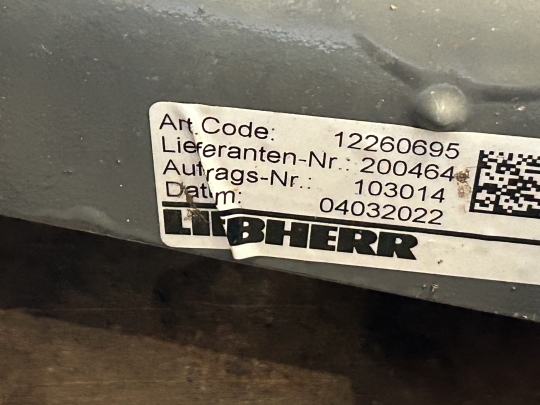 Art.Code: 12260695
Lieferanten-Nr.: 200464
Auftrags-Nr.: 103014
Datum: 04032022
LIEBHERR